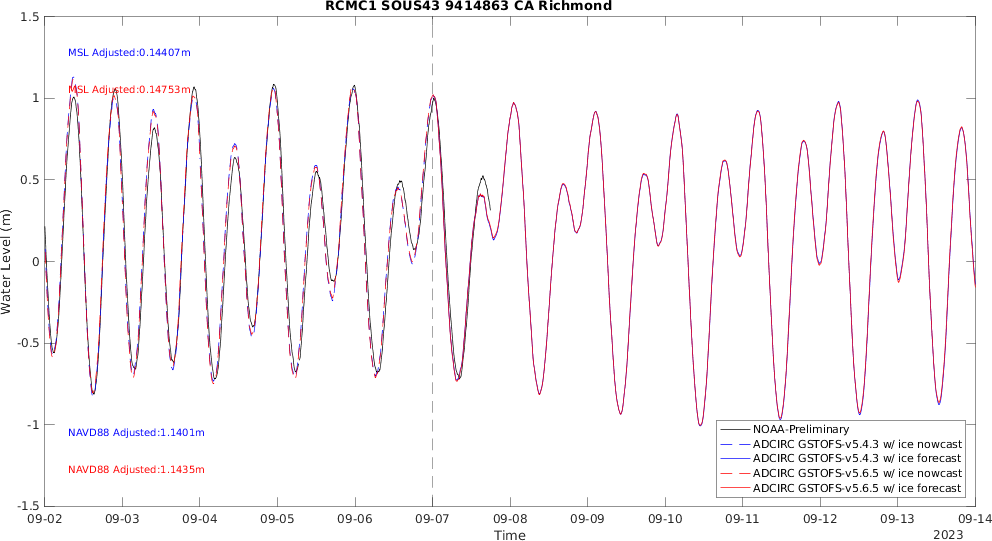 RCMC1 SOUS43 9414863 CA Richmond
1.5
1
0.5
0
-0.5
-1
-1.5
Water Level (m)
MSL Adjusted:0.14407m
MSL Adjusted:0.14753m
NAVD88 Adjusted:1.1401m
NAVD88 Adjusted:1.1435m
NOAA-Preliminary
ADCIRC GSTOFS-v5.4.3 w/ ice nowcast
ADCIRC GSTOFS-v5.4.3 w/ ice forecast
ADCIRC GSTOFS-v5.6.5 w/ ice nowcast
ADCIRC GSTOFS-v5.6.5 w/ ice forecast
09-02 09-03 09-04 09-05 09-06 09-07 09-08 09-09 09-10 09-11 09-12 09-13 09-14
Time
2023